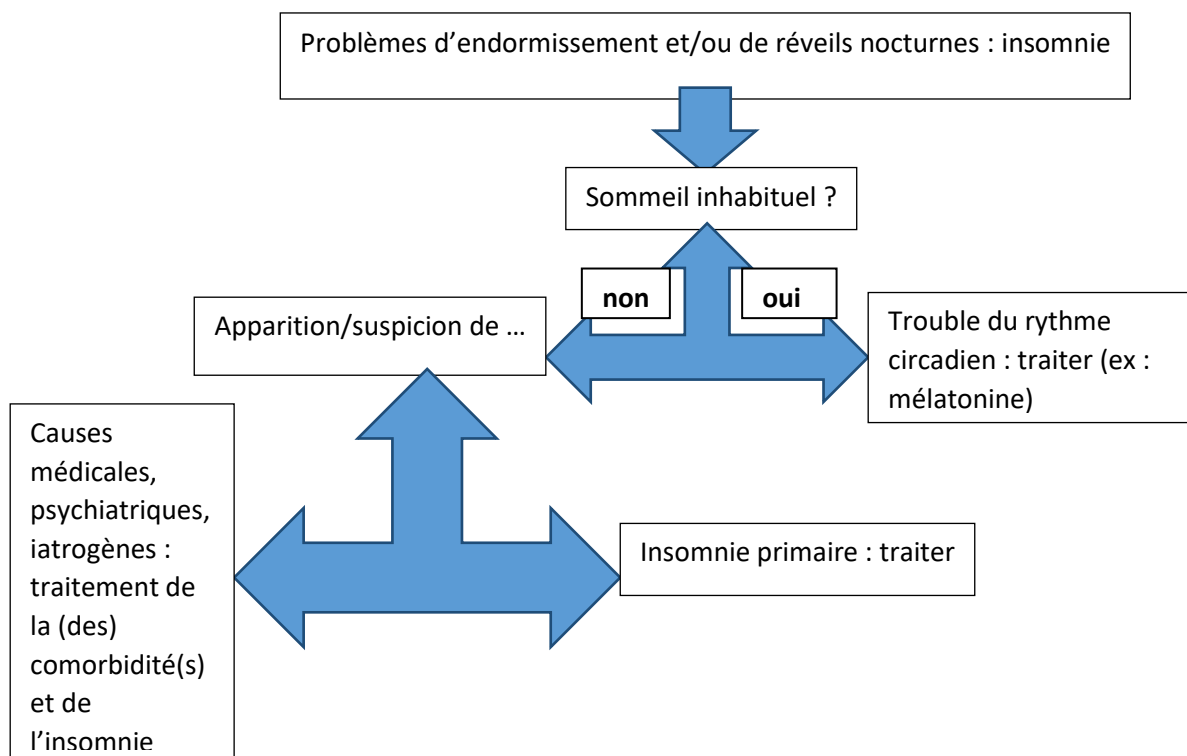 Problèmes d’endormissement et/ou de réveils nocturnes : insomnie
Sommeil inhabituel ?
non
oui
Apparition/suspicion de …
Trouble du rythme
circadien : traiter (ex :
mélatonine)
Causes
médicales,
psychiatriques,
iatrogènes :
traitement de
la (des)
comorbidité(s)
et de
l’insomnie
Insomnie primaire : traiter